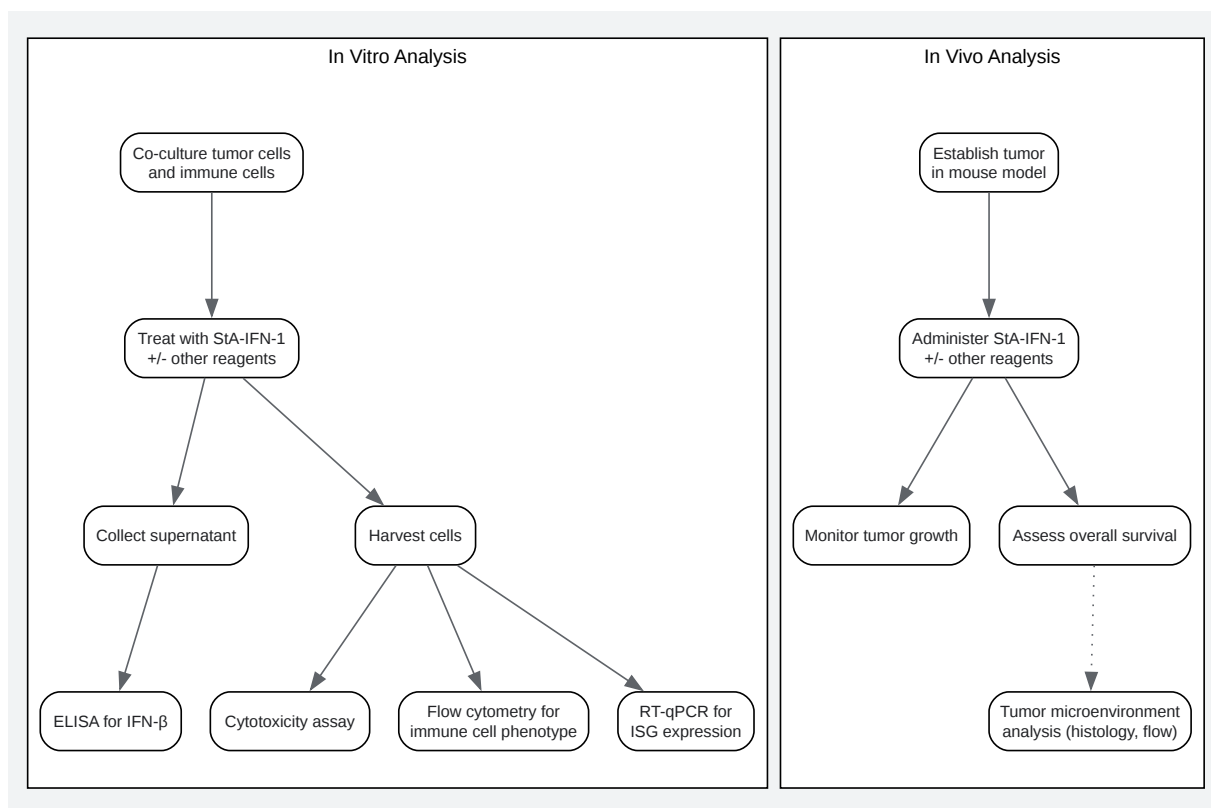 In Vitro Analysis
Co-culture tumor cells
and immune cells
Treat with StA-IFN-1
+/- other reagents
Collect supernatant
Harvest cells
ELISA for IFN-β
Cytotoxicity assay
Flow cytometry for
immune cell phenotype
RT-qPCR for
ISG expression
In Vivo Analysis
Establish tumor
in mouse model
Administer StA-IFN-1
+/- other reagents
Monitor tumor growth
Assess overall survival
Tumor microenvironment
analysis (histology, flow)